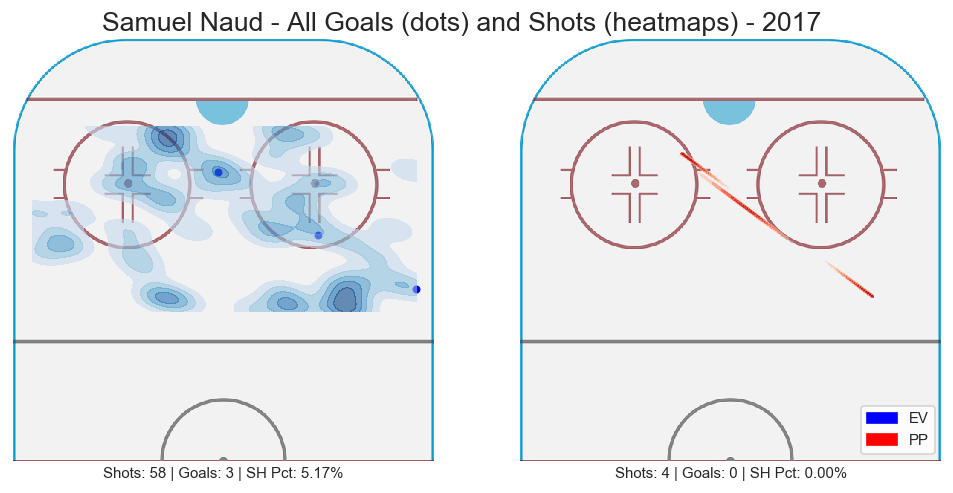 Samuel Naud - All Goals (dots) and Shots (heatmaps) - 2017
EV
PP
Shots: 58 | Goals: 3 | SH Pct: 5.17%
Shots: 4 | Goals: 0 | SH Pct: 0.00%